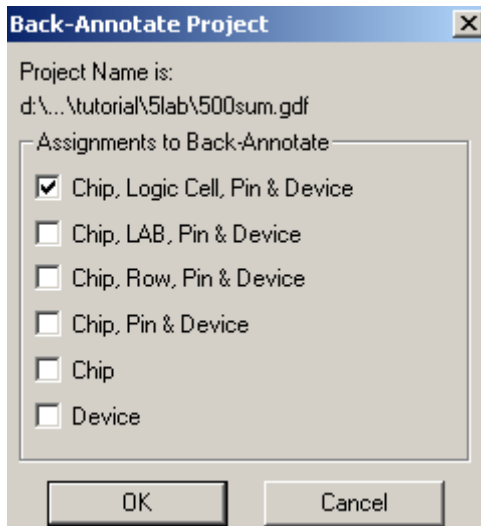 Back-Annotate Project
Project Name is:
d:\...\tutorial\5lab\500sum.gdf
Assignments to Back-Annotate
Chip, Logic Cell, Pin & Device
Chip, LAB, Pin & Device
Chip, Row, Pin & Device
Chip, Pin & Device
Chip
Device
OK Cancel